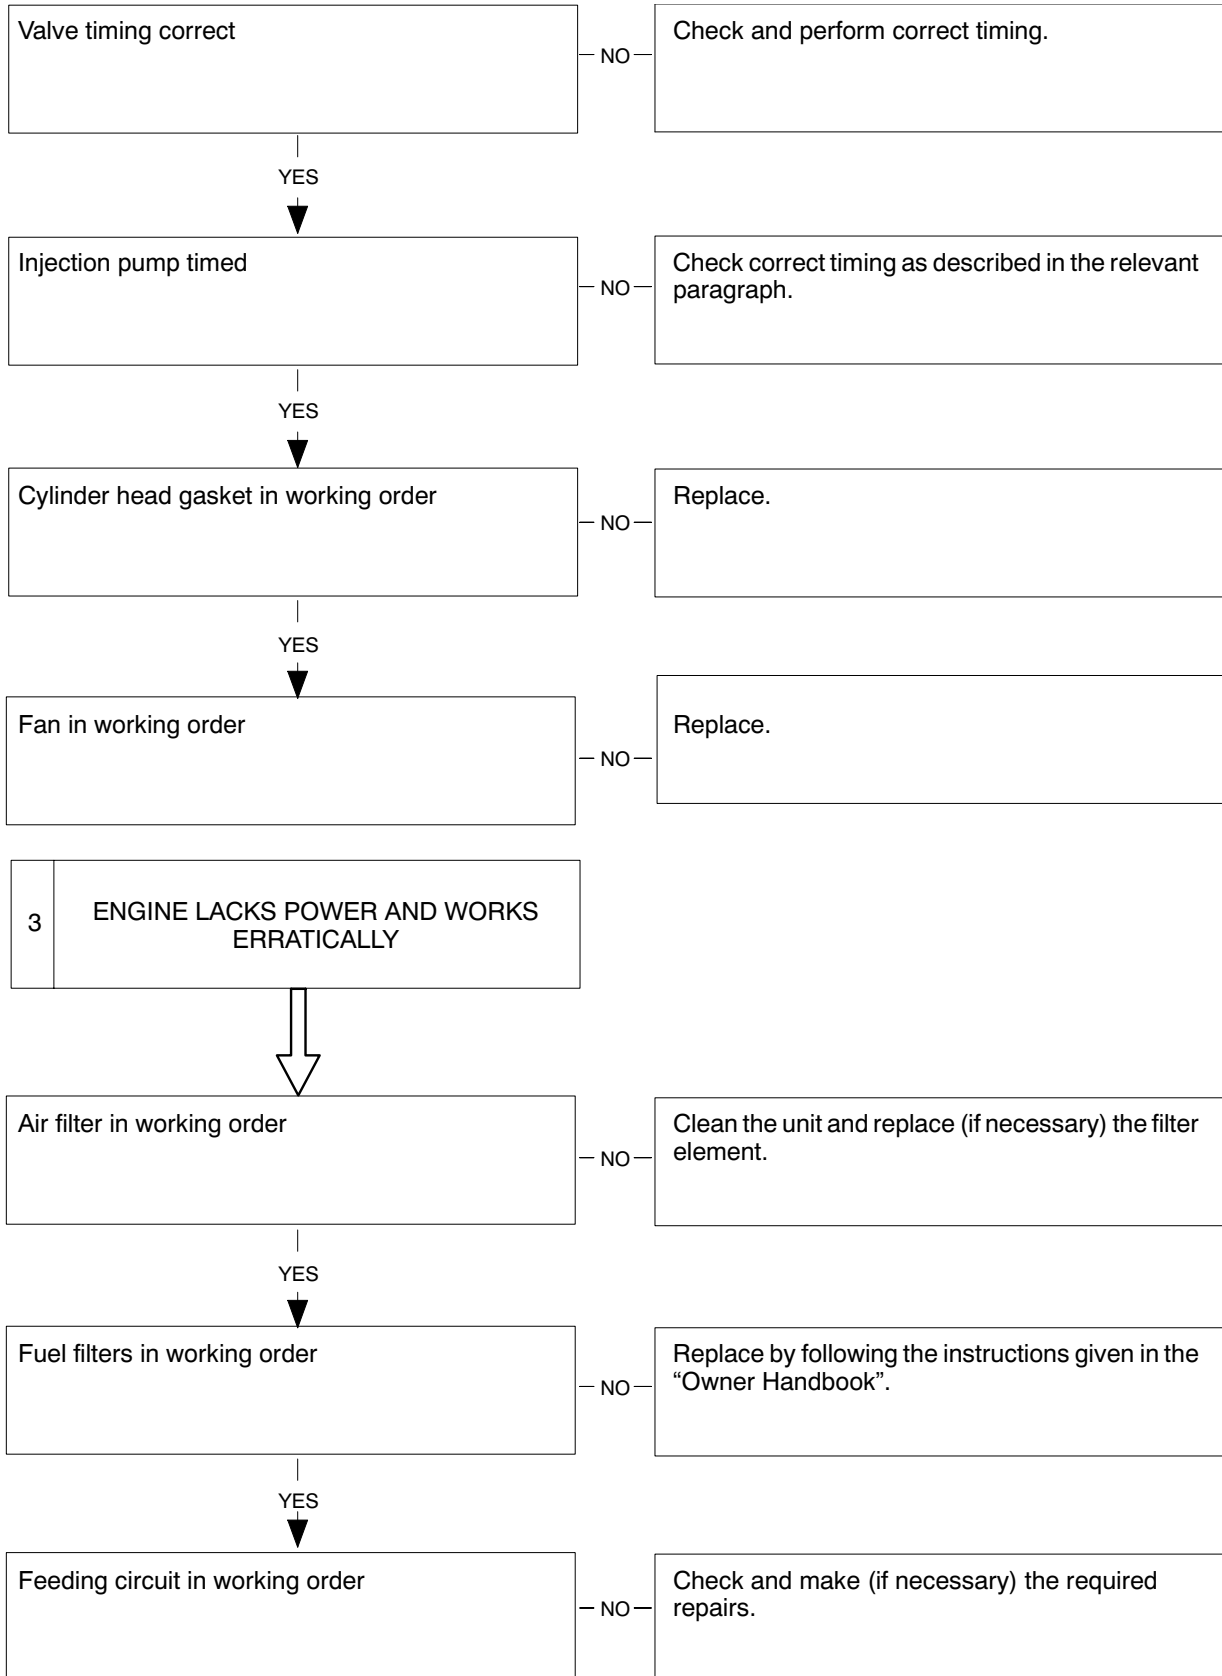 Valve timing correct
NO
Check and perform correct timing.
YES
Injection pump timed
NO
Check correct timing as described in the relevant
paragraph.
YES
Cylinder head gasket in working order
NO
Replace.
YES
Fan in working order
NO
Replace.
3
ENGINE LACKS POWER AND WORKS
ERRATICALLY
Air filter in working order
NO
Clean the unit and replace (if necessary) the filter
element.
YES
Fuel filters in working order
NO
Replace by following the instructions given in the
“Owner Handbook”.
YES
Feeding circuit in working order
NO
Check and make (if necessary) the required
repairs.